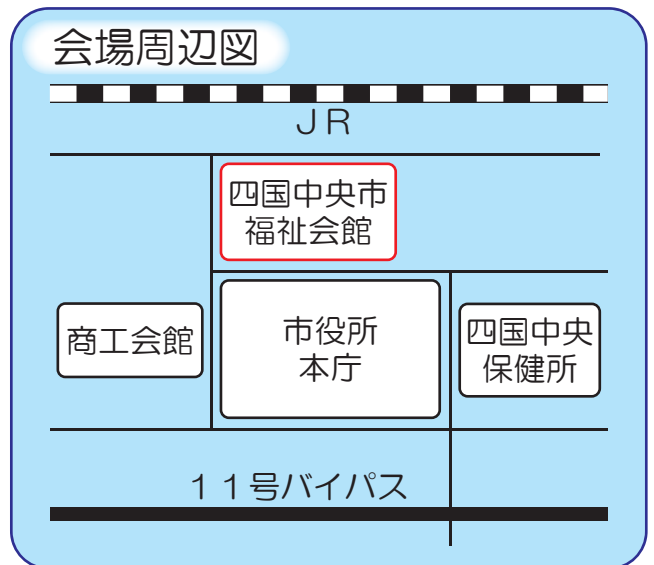 会場周辺図
ＪＲ
四国中央市
福祉会館
商工会館
市役所
本庁
四国中央
保健所
１１号バイパス